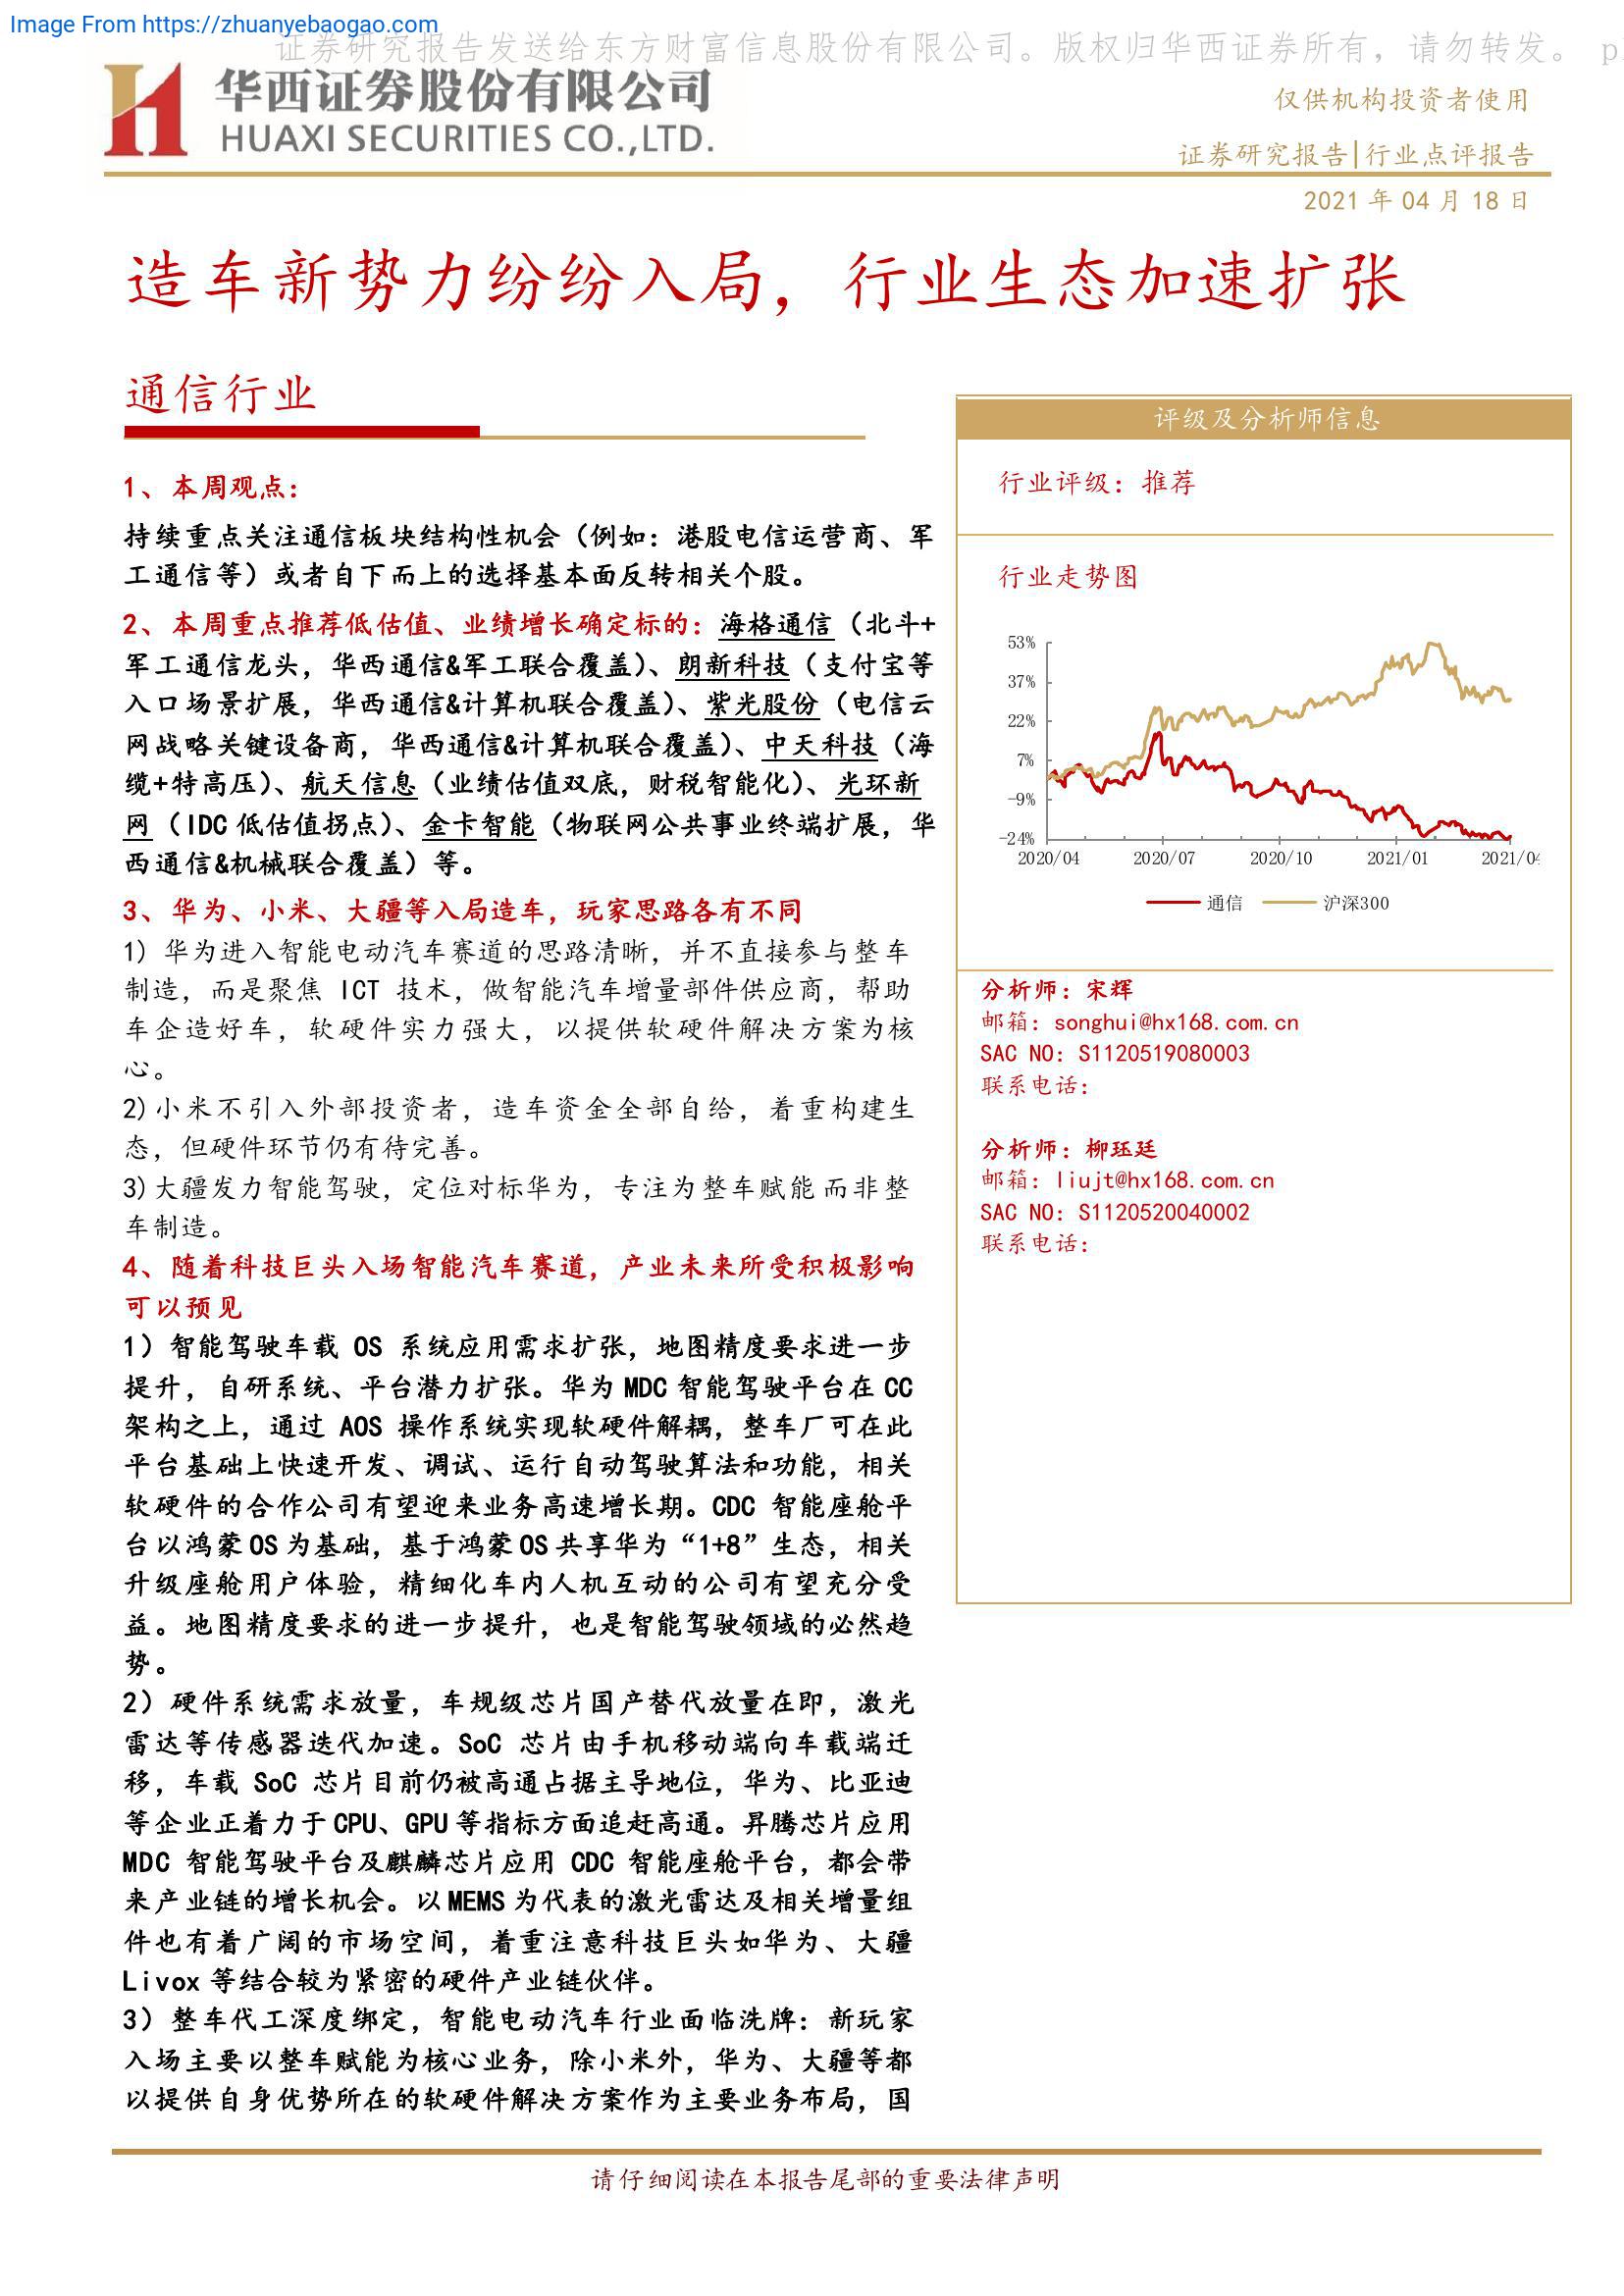 Image From https://zhuanyebaogao.com
证券研究报告发送给东方财富信息股份有限公司。版权归华西证券所有，请勿转发。 p
华西证券股份有限公司
HUAXI SECURITIES CO.,LTD.
仅供机构投资者使用
证券研究报告|行业点评报告
2021 年 04 月 18 日
造车新势力纷纷入局，行业生态加速扩张
通信行业
1、本周观点：
持续重点关注通信板块结构性机会（例如：港股电信运营商、军
工通信等）或者自下而上的选择基本面反转相关个股。
2、本周重点推荐低估值、业绩增长确定标的：海格通信（北斗+
军工通信龙头，华西通信&军工联合覆盖）、朗新科技（支付宝等
入口场景扩展，华西通信&计算机联合覆盖）、紫光股份（电信云
网战略关键设备商，华西通信&计算机联合覆盖）、中天科技（海
缆+特高压）、航天信息（业绩估值双底，财税智能化）、光环新
网（IDC 低估值拐点）、金卡智能（物联网公共事业终端扩展，华
西通信&机械联合覆盖）等。
3、华为、小米、大疆等入局造车，玩家思路各有不同
1) 华为进入智能电动汽车赛道的思路清晰，并不直接参与整车
制造，而是聚焦 ICT 技术，做智能汽车增量部件供应商，帮助
车企造好车，软硬件实力强大，以提供软硬件解决方案为核
心。
2)小米不引入外部投资者，造车资金全部自给，着重构建生
态，但硬件环节仍有待完善。
3)大疆发力智能驾驶，定位对标华为，专注为整车赋能而非整
车制造。
4、随着科技巨头入场智能汽车赛道，产业未来所受积极影响
可以预见
1）智能驾驶车载 OS 系统应用需求扩张，地图精度要求进一步
提升，自研系统、平台潜力扩张。华为 MDC 智能驾驶平台在 CC
架构之上，通过 AOS 操作系统实现软硬件解耦，整车厂可在此
平台基础上快速开发、调试、运行自动驾驶算法和功能，相关
软硬件的合作公司有望迎来业务高速增长期。CDC 智能座舱平
台以鸿蒙 OS 为基础，基于鸿蒙 OS 共享华为“1+8”生态，相关
升级座舱用户体验，精细化车内人机互动的公司有望充分受
益。地图精度要求的进一步提升，也是智能驾驶领域的必然趋
势。
2）硬件系统需求放量，车规级芯片国产替代放量在即，激光
雷达等传感器迭代加速。SoC 芯片由手机移动端向车载端迁
移，车载 SoC 芯片目前仍被高通占据主导地位，华为、比亚迪
等企业正着力于 CPU、GPU 等指标方面追赶高通。昇腾芯片应用
MDC 智能驾驶平台及麒麟芯片应用 CDC 智能座舱平台，都会带
来产业链的增长机会。以 MEMS 为代表的激光雷达及相关增量组
件也有着广阔的市场空间，着重注意科技巨头如华为、大疆
Livox 等结合较为紧密的硬件产业链伙伴。
3）整车代工深度绑定，智能电动汽车行业面临洗牌：新玩家
入场主要以整车赋能为核心业务，除小米外，华为、大疆等都
以提供自身优势所在的软硬件解决方案作为主要业务布局，国
评级及分析师信息
行业评级：推荐
行业走势图
53%
37%
22%
7%
-9%
-24%
2020/04 2020/07 2020/10 2021/01 2021/04
通信 沪深300
分析师：宋辉
邮箱：songhui@hx168.com.cn
SAC NO：S1120519080003
联系电话：
分析师：柳珏廷
邮箱：liujt@hx168.com.cn
SAC NO：S1120520040002
联系电话：
请仔细阅读在本报告尾部的重要法律声明